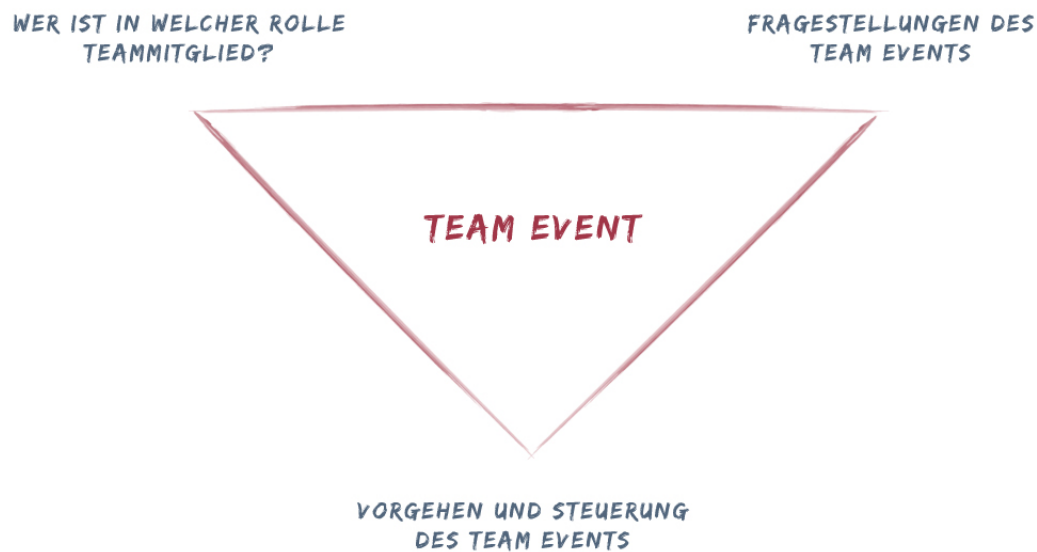 WER IST IN WELCHER ROLLE
TEAMMITGLIED?
FRAGESTELLUNGEN DES
TEAM EVENTS
TEAM EVENT
VORGEHEN UND STEUERUNG
DES TEAM EVENTS